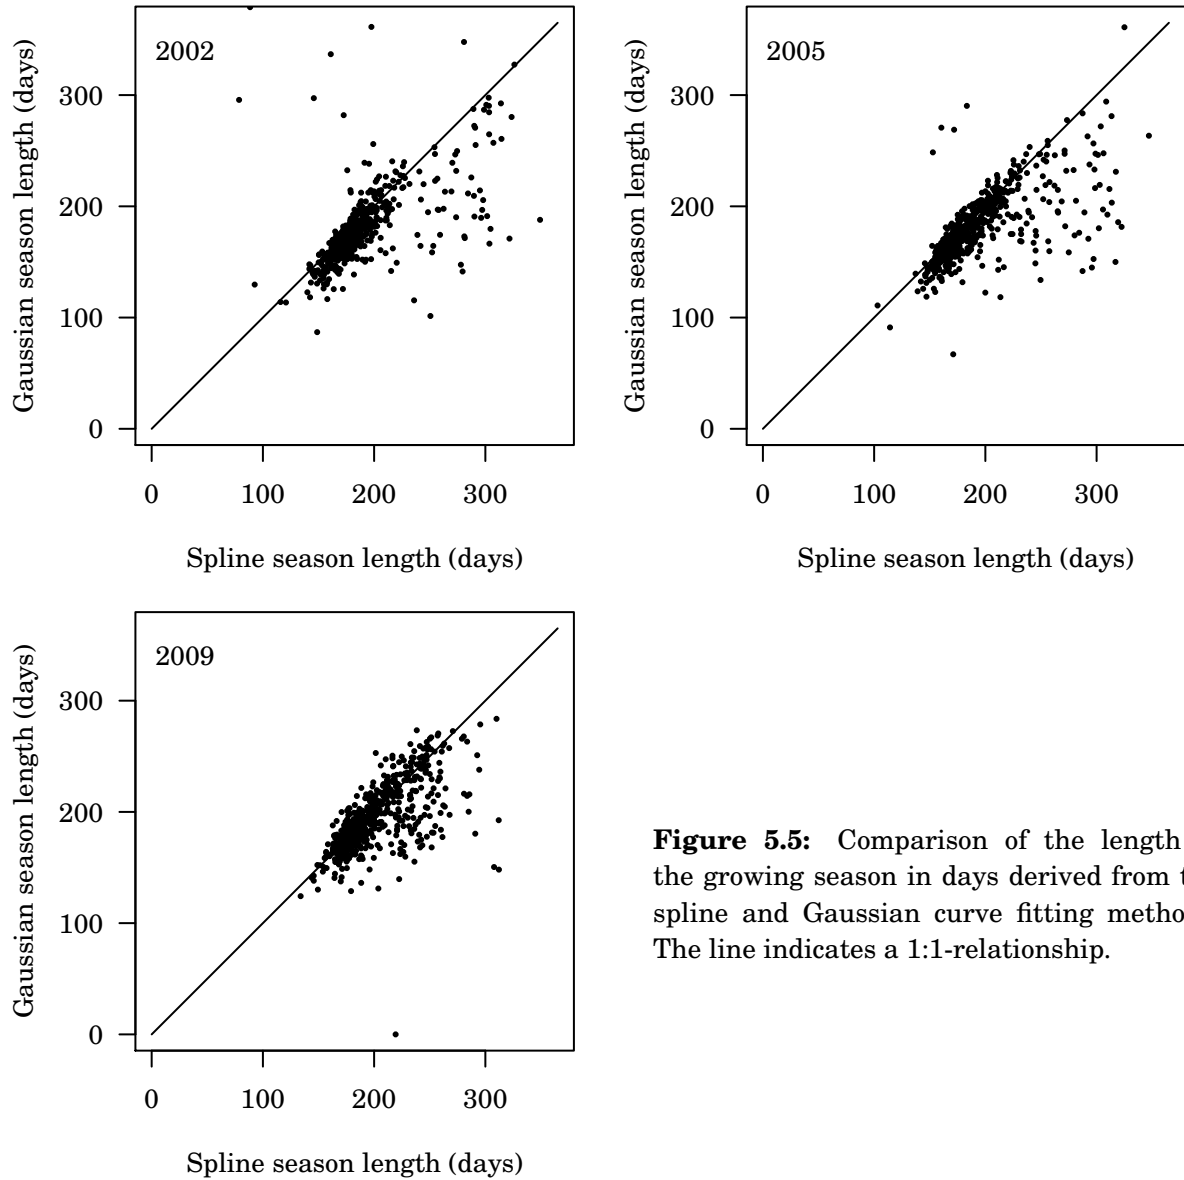 Gaussian season length (days)
2002
300
200
100
0
0 100 200 300
Spline season length (days)
Gaussian season length (days)
2005
300
200
100
0
0 100 200 300
Spline season length (days)
Gaussian season length (days)
2009
300
200
100
0
0 100 200 300
Spline season length (days)
Figure 5.5: Comparison of the length
the growing season in days derived from
spline and Gaussian curve fitting
The line indicates a 1:1-relationship.